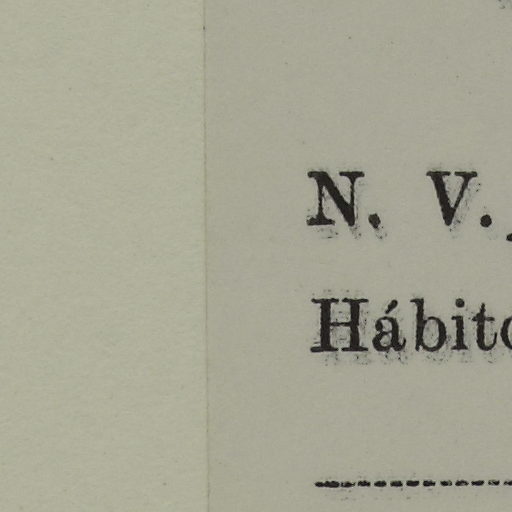 N. V.
Hábito